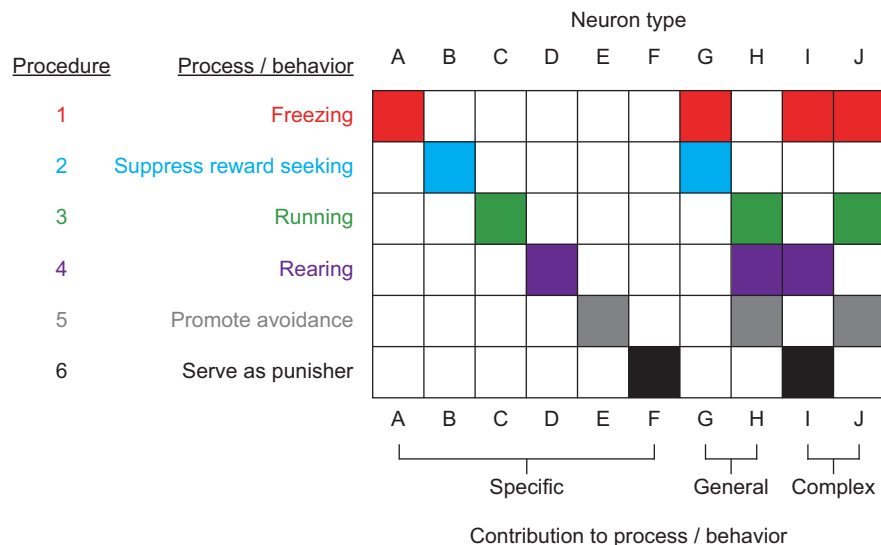 Neuron type
Procedure Process / behavior A B C D E F G H I J
1 Freezing
2 Suppress reward seeking
3 Running
4 Rearing
5 Promote avoidance
6 Serve as punisher
A B C D E F G H I J
Specific General Complex
Contribution to process / behavior